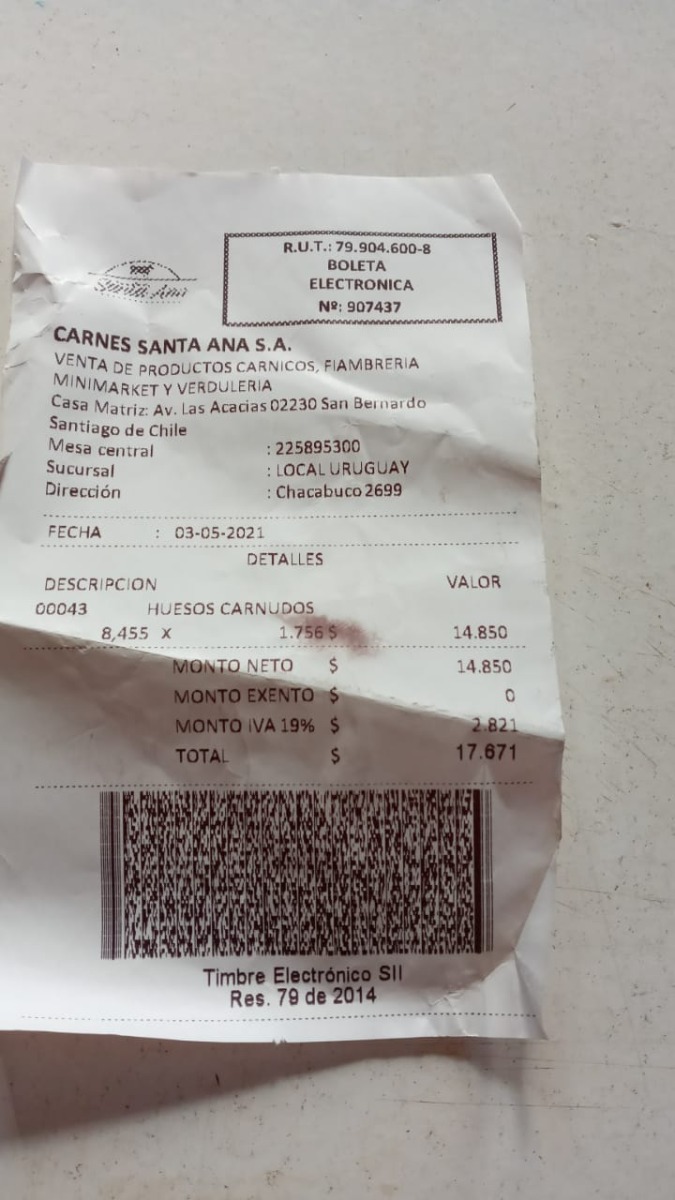 R.U.T.: 79.904.600-8
BOLETA
ELECTRONICA
Nº: 907437
Santa Ana
CARNES SANTA ANA S.A.
VENTA DE PRODUCTOS CARNICOS, FIAMBRERIA
MINIMARKET Y VERDULERIA
Casa Matriz: Av. Las Acacias 02230 San Bernardo
Santiago de Chile
Mesa central : 225895300
Sucursal : LOCAL URUGUAY
Dirección : Chacabuco 2699
FECHA : 03-05-2021
DETALLES
DESCRIPCION VALOR
00043 HUESOS CARNUDOS
8,455 X 1.756 $ 14.850
MONTO NETO $ 14.850
MONTO EXENTO $ 0
MONTO IVA 19% $ 2.821
TOTAL $ 17.671
Timbre Electrónico SII
Res. 79 de 2014